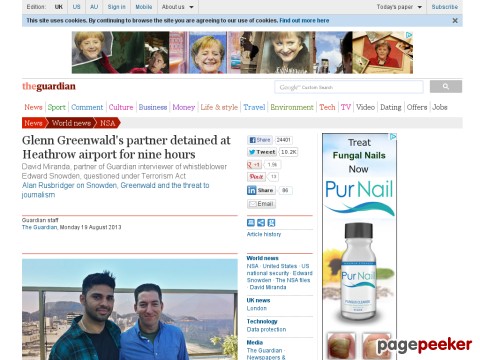 Edition: UK US AU Sign in Mobile About us Today's paper Subscribe
This site uses cookies. By continuing to browse the site you are agreeing to our use of cookies. Find out more here
theguardian
Google Custom Search
News Sport Comment Culture Business Money Life & style Travel Environment Tech TV Video Dating Offers Jobs
News World news NSA
Glenn Greenwald's partner detained at
Heathrow airport for nine hours
David Miranda, partner of Guardian interviewer of whistleblower
Edward Snowden, questioned under Terrorism Act
Alan Rusbridger on Snowden, Greenwald and the threat to
journalism
Guardian staff
The Guardian, Monday 19 August 2013
Share 24401
Tweet 10.2K
+1 1.9k
Pin it 13
Share 86
Email
Article history
World news
NSA · United States · US
national security · Edward
Snowden · The NSA files
· David Miranda
UK news
London
Technology
Data protection
Media
The Guardian ·
Newspapers &
Treat
Fungal Nails
Now
PurNail
PurNail
pagepeeker